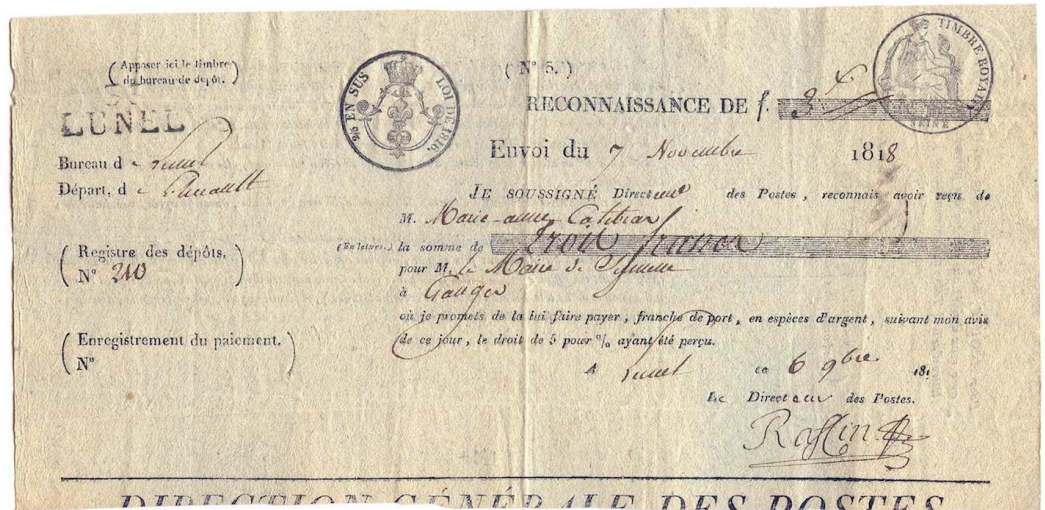 (Apposer ici le timbre
du bureau de dépôt.)
LUNEL
Bureau d e Lunel
Départ, d e l'hérault
(Registre des dépôts.
N° 210)
(Enregistrement du paiement.
N°)
EN SUS LOI DE 1816.
TIMBRE ROYAL
SEINE
(N° 5.)
RECONNAISSANCE DE f. 3
Envoi du 7 Novembre 1818
JE SOUSSIGNÉ Directeur des Postes, reconnais avoir reçu de
M. Marie-anne
(En lettres.) la somme de trois francs
pour M. le Maire de
à Ganges
où je promets de la lui faire payer, franche de port, en espèces d'argent, suivant mon avis
de ce jour, le droit de 5 pour % ayant été perçu.
A Lunel ce 6 9bre 181
Le Directeur des Postes.
DIRECTION GÉNÉRALE DES POSTES